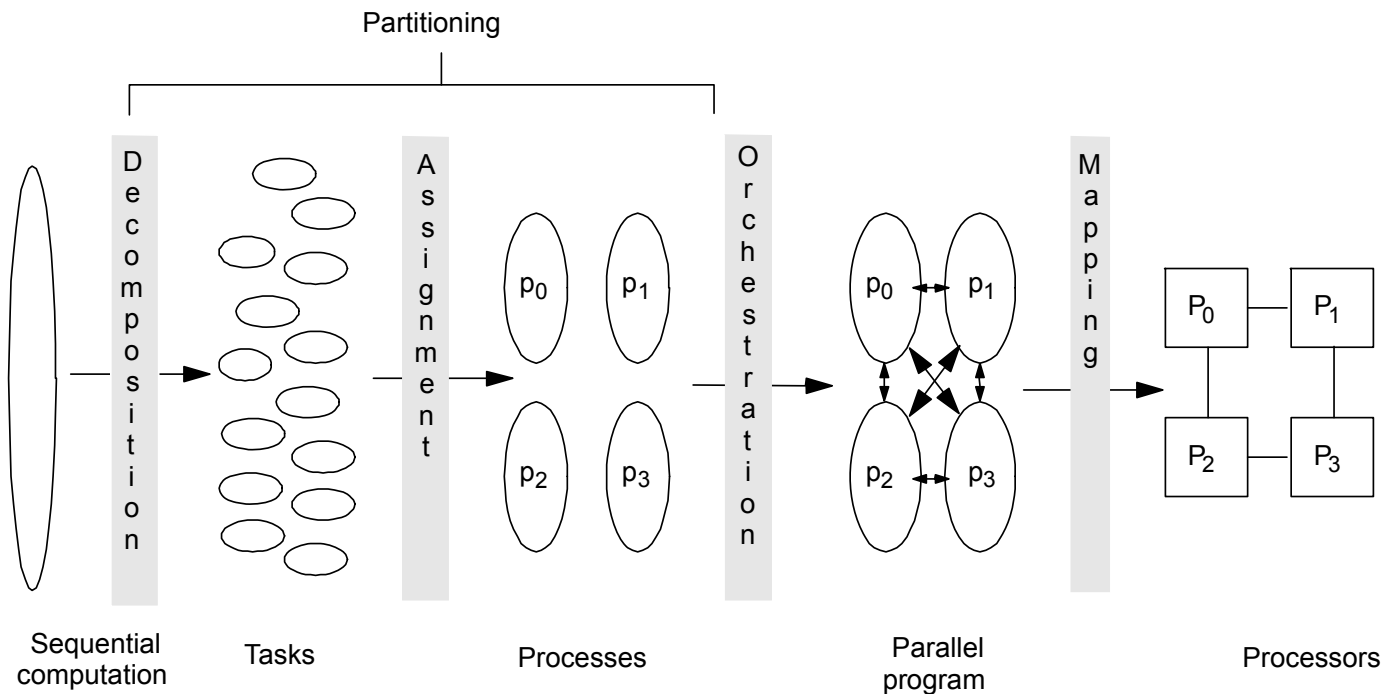 Partitioning
Decomposition
Assignment
Orchestration
Mapping
p0
p1
p2
p3
p0
p1
p2
p3
P0
P1
P2
P3
Sequential
computation
Tasks
Processes
Parallel
program
Processors